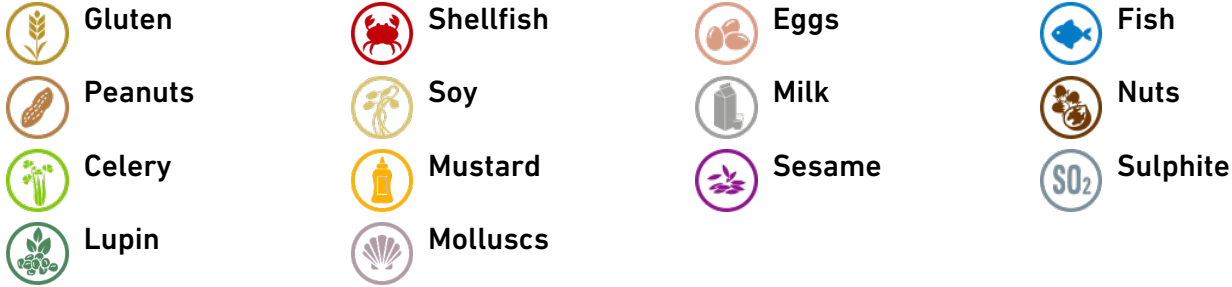 Gluten Shellfish Eggs Fish
Peanuts Soy Milk Nuts
Celery Mustard Sesame SO2 Sulphite
Lupin Molluscs